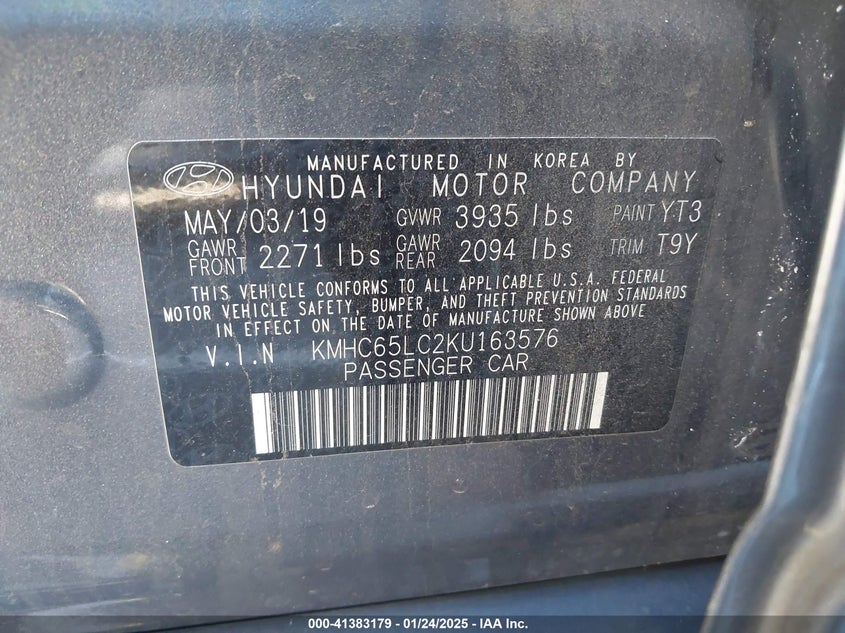 MANUFACTURED IN KOREA BY
HYUNDAI MOTOR COMPANY
MAY/03/19 GVWR 3935 lbs PAINT YT3
GAWR FRONT 2271 lbs GAWR REAR 2094 lbs TRIM T9Y
THIS VEHICLE CONFORMS TO ALL APPLICABLE U.S.A. FEDERAL
MOTOR VEHICLE SAFETY, BUMPER, AND THEFT PREVENTION STANDARDS
IN EFFECT ON THE DATE OF MANUFACTURE SHOWN ABOVE
V.I.N KMHC65LC2KU163576
PASSENGER CAR
000-41383179 - 01/24/2025 - IAA Inc.